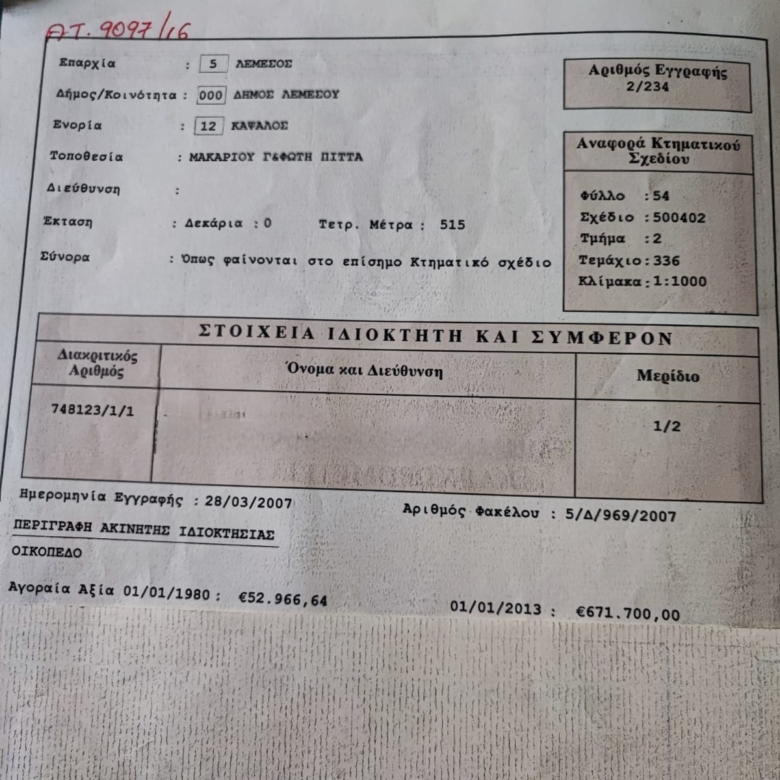 ΑΤ. 9097/16
Επαρχία : 5 ΛΕΜΕΣΟΣ
Δήμος/Κοινότητα : 000 ΔΗΜΟΣ ΛΕΜΕΣΟΥ
Ενορία : 12 ΚΑΨΑΛΟΣ
Τοποθεσία : ΜΑΚΑΡΙΟΥ Γ&ΦΩΤΗ ΠΙΤΤΑ
Διεύθυνση :
Έκταση : Δεκάρια : 0 Τετρ. Μέτρα : 515
Σύνορα : Όπως φαίνονται στο επίσημο Κτηματικό σχέδιο
Αριθμός Εγγραφής
2/234
Αναφορά Κτηματικού
Σχεδίου
Φύλλο : 54
Σχέδιο : 500402
Τμήμα : 2
Τεμάχιο : 336
Κλίμακα : 1:1000
ΣΤΟΙΧΕΙΑ ΙΔΙΟΚΤΗΤΗ ΚΑΙ ΣΥΜΦΕΡΟΝ
Διακριτικός
Αριθμός
Όνομα και Διεύθυνση
Μερίδιο
748123/1/1
1/2
Ημερομηνία Εγγραφής : 28/03/2007 Αριθμός Φακέλου : 5/Δ/969/2007
ΠΕΡΙΓΡΑΦΗ ΑΚΙΝΗΤΗΣ ΙΔΙΟΚΤΗΣΙΑΣ
ΟΙΚΟΠΕΔΟ
Αγοραία Αξία 01/01/1980 : €52.966,64 01/01/2013 : €671.700,00